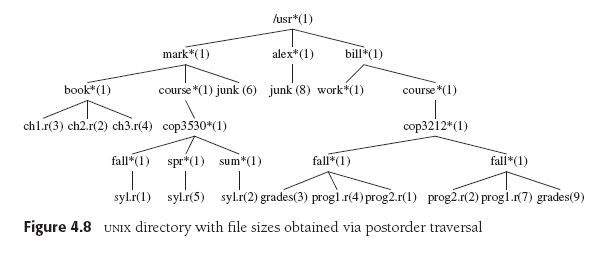 /usr*(1)
mark*(1) alex*(1) bill*(1)
book*(1) course*(1) junk (6) junk (8) work*(1) course*(1)
ch1.r(3) ch2.r(2) ch3.r(4) cop3530*(1) cop3212*(1)
fall*(1) spr*(1) sum*(1) fall*(1) fall*(1)
syl.r(1) syl.r(5) syl.r(2) grades(3) prog1.r(4) prog2.r(1) prog2.r(2) prog1.r(7) grades(9)
Figure 4.8 UNIX directory with file sizes obtained via postorder traversal